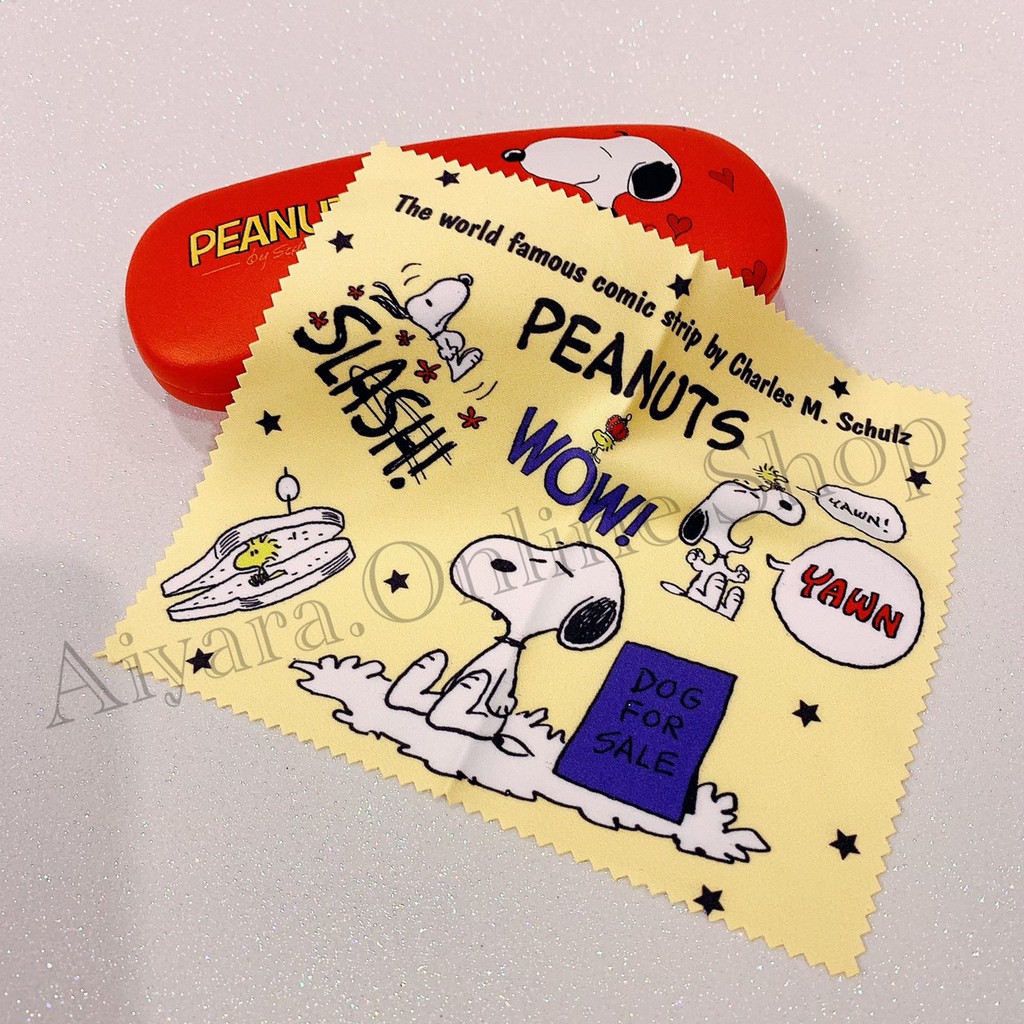 PEANU
The world famous comic strip by Charles M. Schulz
PEANUTS
SLASH!
WOW!
YAWN!
YAWN
DOG
FOR
SALE
Aiyara.Online Shop